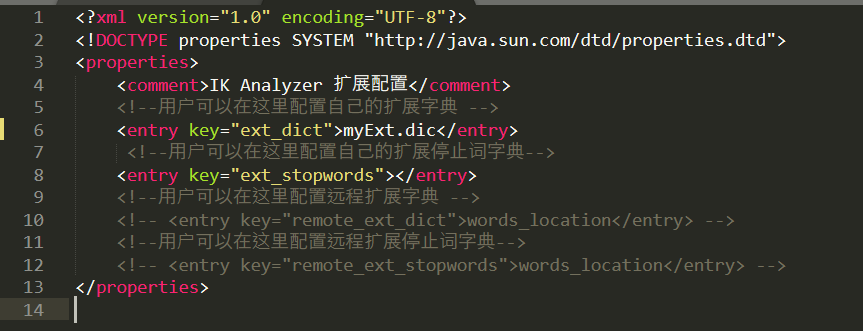 1 <?xml version="1.0" encoding="UTF-8"?>
2 <!DOCTYPE properties SYSTEM "http://java.sun.com/dtd/properties.dtd">
3 <properties>
4 <comment>IK Analyzer 扩展配置</comment>
5 <!--用户可以在这里配置自己的扩展字典 -->
6 <entry key="ext_dict">myExt.dic</entry>
7 <!--用户可以在这里配置自己的扩展停止词字典-->
8 <entry key="ext_stopwords"></entry>
9 <!--用户可以在这里配置远程扩展字典 -->
10 <!-- <entry key="remote_ext_dict">words_location</entry> -->
11 <!--用户可以在这里配置远程扩展停止词字典-->
12 <!-- <entry key="remote_ext_stopwords">words_location</entry> -->
13 </properties>
14